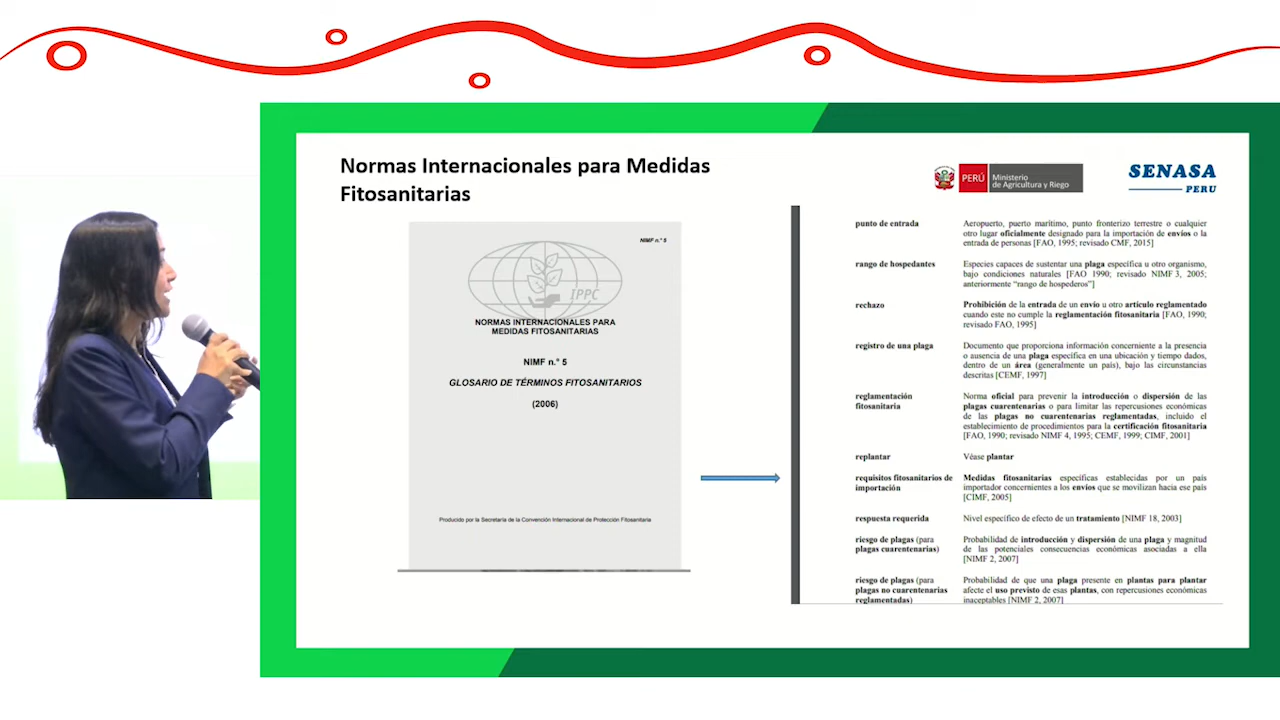 Normas Internacionales para Medidas
Fitosanitarias
PERÚ
Ministerio
de Agricultura y Riego
SENASA
PERU
NIMF n.° 5
IPPC
NORMAS INTERNACIONALES PARA
MEDIDAS FITOSANITARIAS
NIMF n.° 5
GLOSARIO DE TÉRMINOS FITOSANITARIOS
(2006)
Producido por la Secretaría de la Convención Internacional de Protección Fitosanitaria
punto de entrada
Aeropuerto, puerto marítimo, punto fronterizo terrestre o cualquier
otro lugar oficialmente designado para la importación de envíos o la
entrada de personas [FAO, 1995; revisado CMF, 2015]
rango de hospedantes
Especies capaces de sustentar una plaga específica u otro organismo,
bajo condiciones naturales [FAO 1990; revisado NIMF 3, 2005;
anteriormente “rango de hospederos”]
rechazo
Prohibición de la entrada de un envío u otro artículo reglamentado
cuando este no cumple la reglamentación fitosanitaria [FAO, 1990;
revisado FAO, 1995]
registro de una plaga
Documento que proporciona información concerniente a la presencia
o ausencia de una plaga específica en una ubicación y tiempo dados,
dentro de un área (generalmente un país), bajo las circunstancias
descritas [CEMF, 1997]
reglamentación
fitosanitaria
Norma oficial para prevenir la introducción o dispersión de las
plagas cuarentenarias o para limitar las repercusiones económicas
de las plagas no cuarentenarias reglamentadas, incluido el
establecimiento de procedimientos para la certificación fitosanitaria
[FAO, 1990; revisado NIMF 4, 1995; CEMF, 1999; CIMF, 2001]
replantar
Véase plantar
requisitos fitosanitarios de
importación
Medidas fitosanitarias específicas establecidas por un país
importador concernientes a los envíos que se movilizan hacia ese país
[CIMF, 2005]
respuesta requerida
Nivel específico de efecto de un tratamiento [NIMF 18, 2003]
riesgo de plagas (para
plagas cuarentenarias)
Probabilidad de introducción y dispersión de una plaga y magnitud
de las potenciales consecuencias económicas asociadas a ella
[NIMF 2, 2007]
riesgo de plagas (para
plagas no cuarentenarias
reglamentadas)
Probabilidad de que una plaga presente en plantas para plantar
afecte el uso previsto de esas plantas, con repercusiones económicas
inaceptables [NIMF 2, 2007]